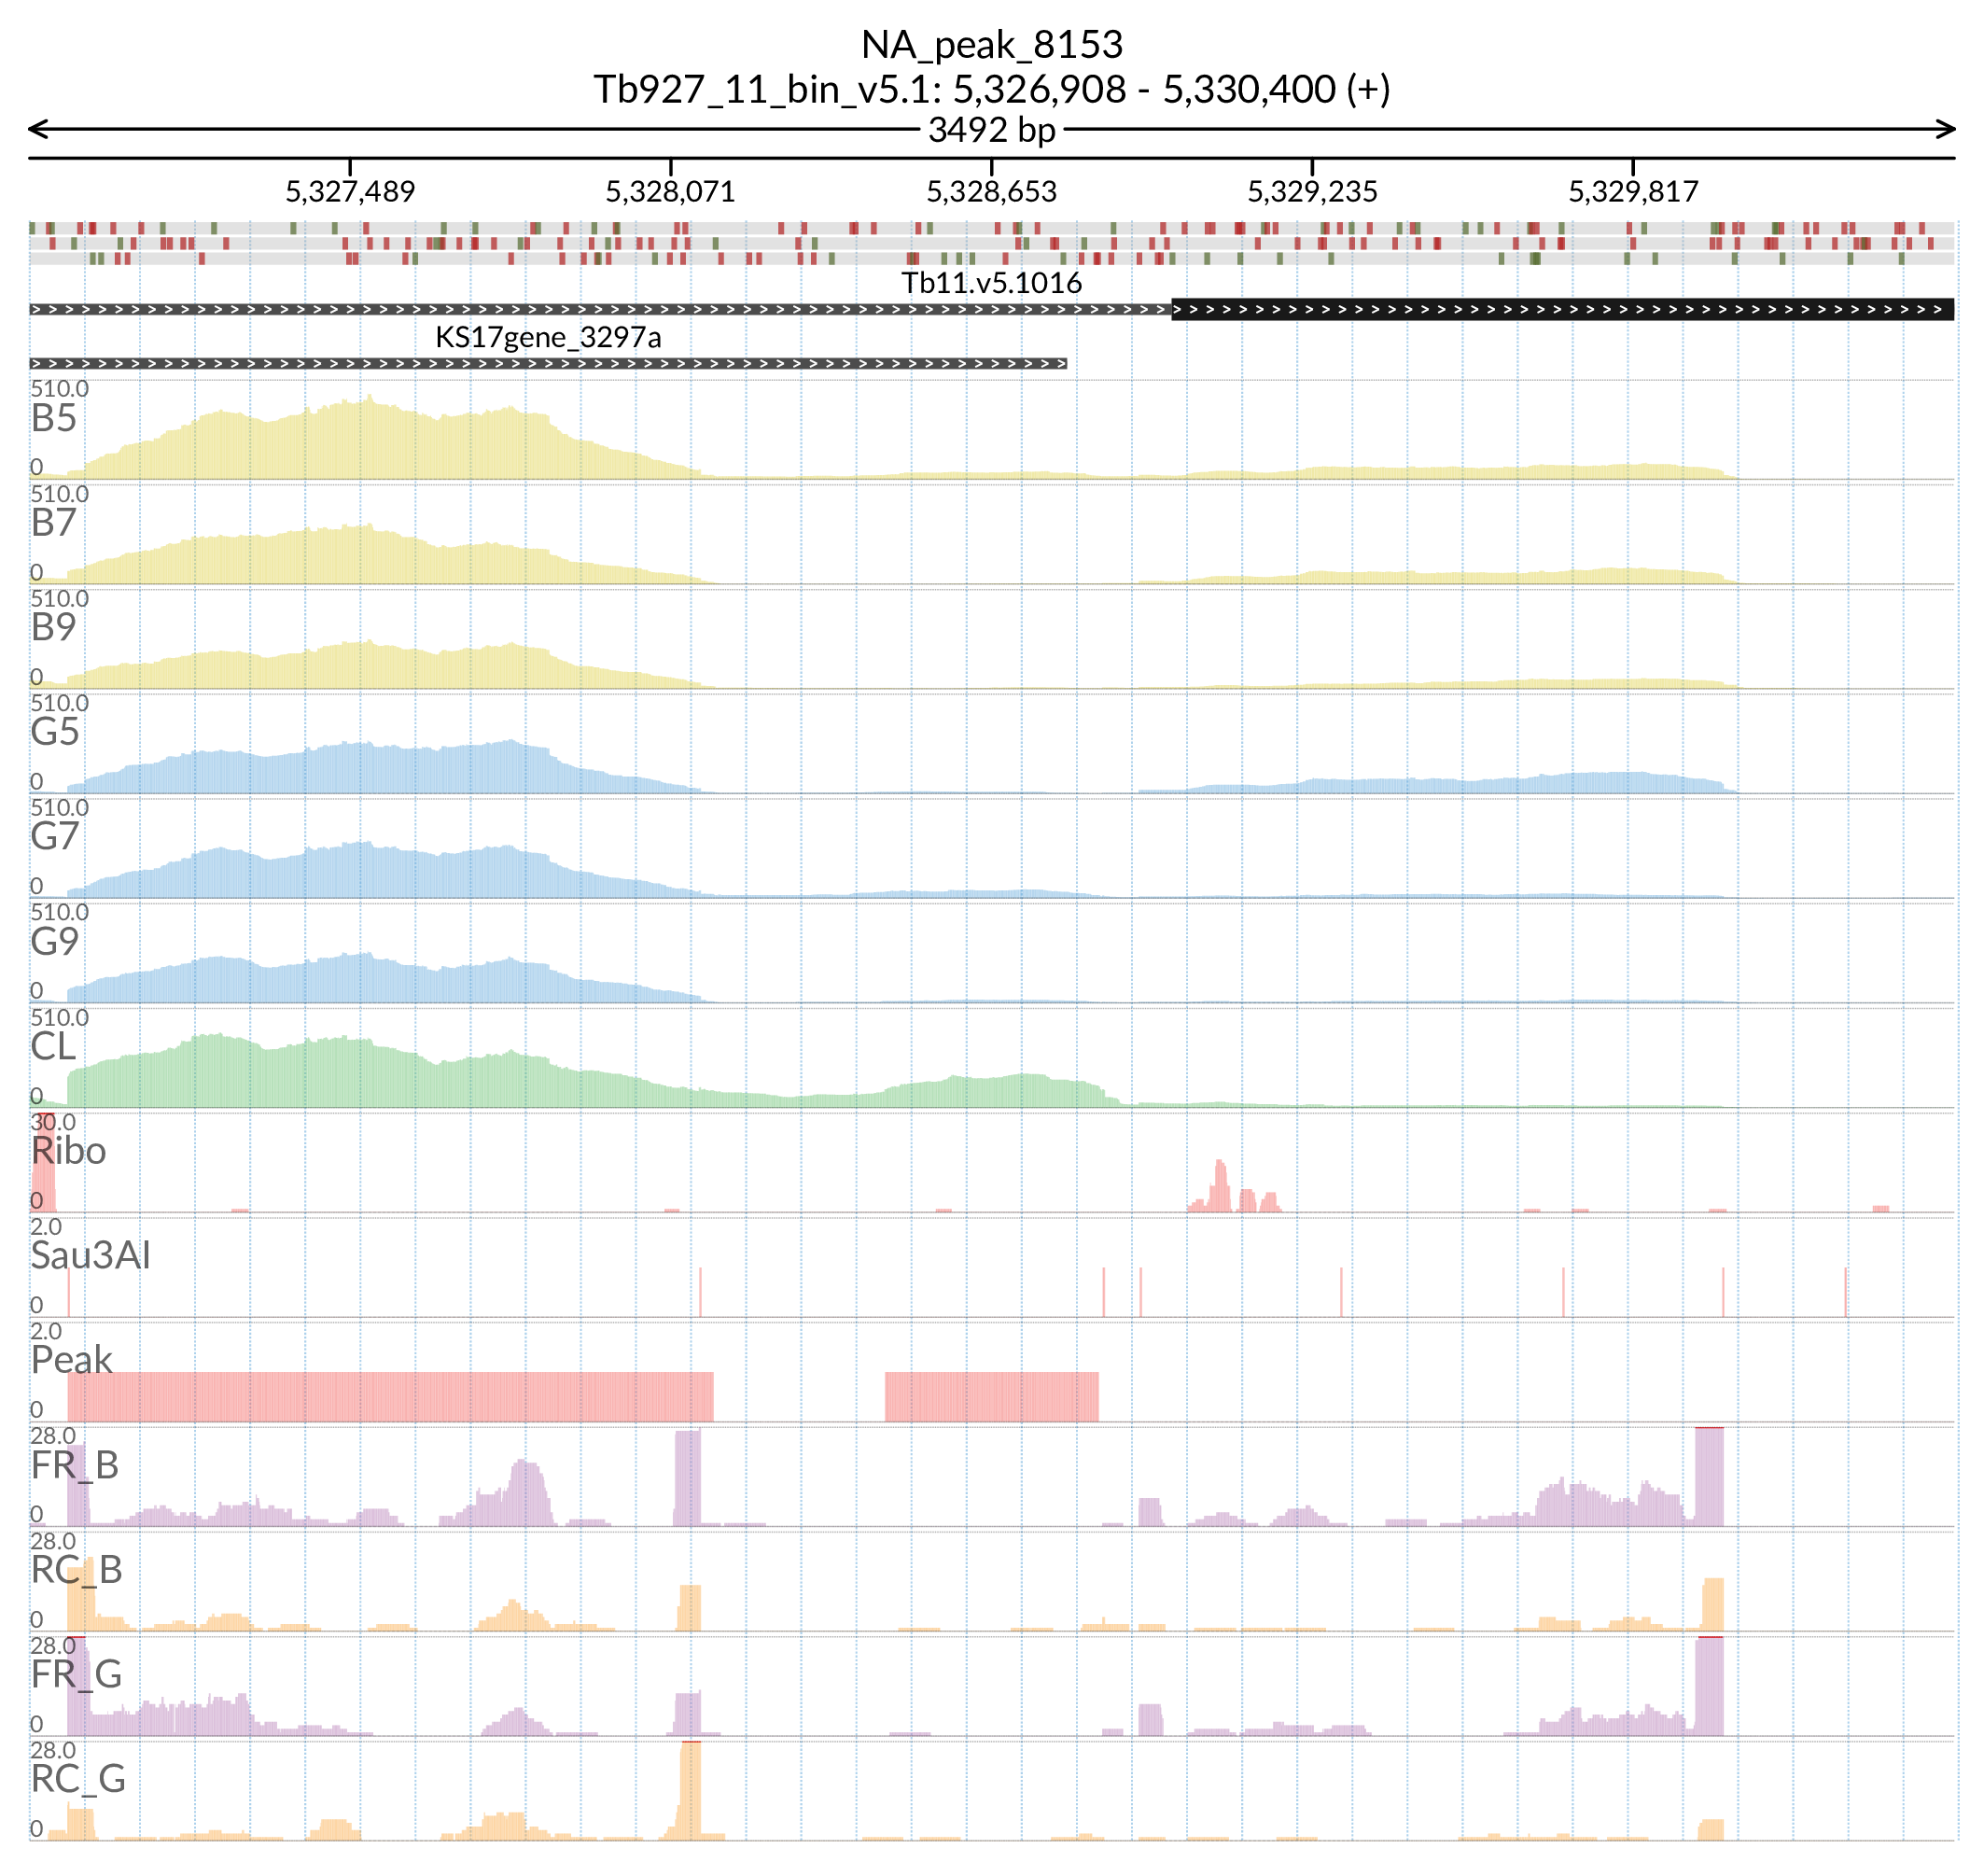 NA_peak_8153
Tb927_11_bin_v5.1: 5,326,908 - 5,330,400 (+)
3492 bp
5,327,489 5,328,071 5,328,653 5,329,235 5,329,817
Tb11.v5.1016
KS17gene_3297a
510.0
B5
0
510.0
B7
0
510.0
B9
0
510.0
G5
0
510.0
G7
0
510.0
G9
0
510.0
CL
0
30.0
Ribo
0
2.0
Sau3AI
0
2.0
Peak
0
28.0
FR_B
0
28.0
RC_B
0
28.0
FR_G
0
28.0
RC_G
0